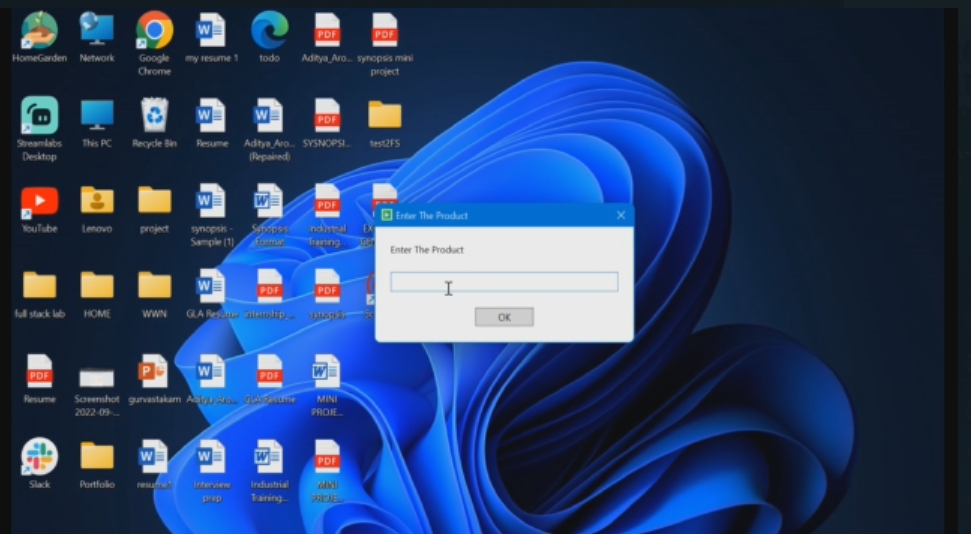 HomeGarden
Network
Google
Chrome
my resume 1
todo
Aditya_Aro...
synopsis mini
project
Streamlabs
Desktop
This PC
Recycle Bin
Resume
Aditya_Aro...
(Repaired)
SYSNOPSI...
test2FS
YouTube
Lenovo
project
synopsis -
Sample (1)
Synopsis
Format
industrial
Training...
Enter The Product
Enter The Product
OK
full stack lab
HOME
WWN
GLA Resume
internship_...
synopsis
Resume
Screenshot
2022-09-...
gurvastakam
Aditya_Aro...
GLA Resume
MINI
PROJE...
Slack
Portfolio
resume1
Interview
prep
Industrial
Training...
MINI
PROJE...